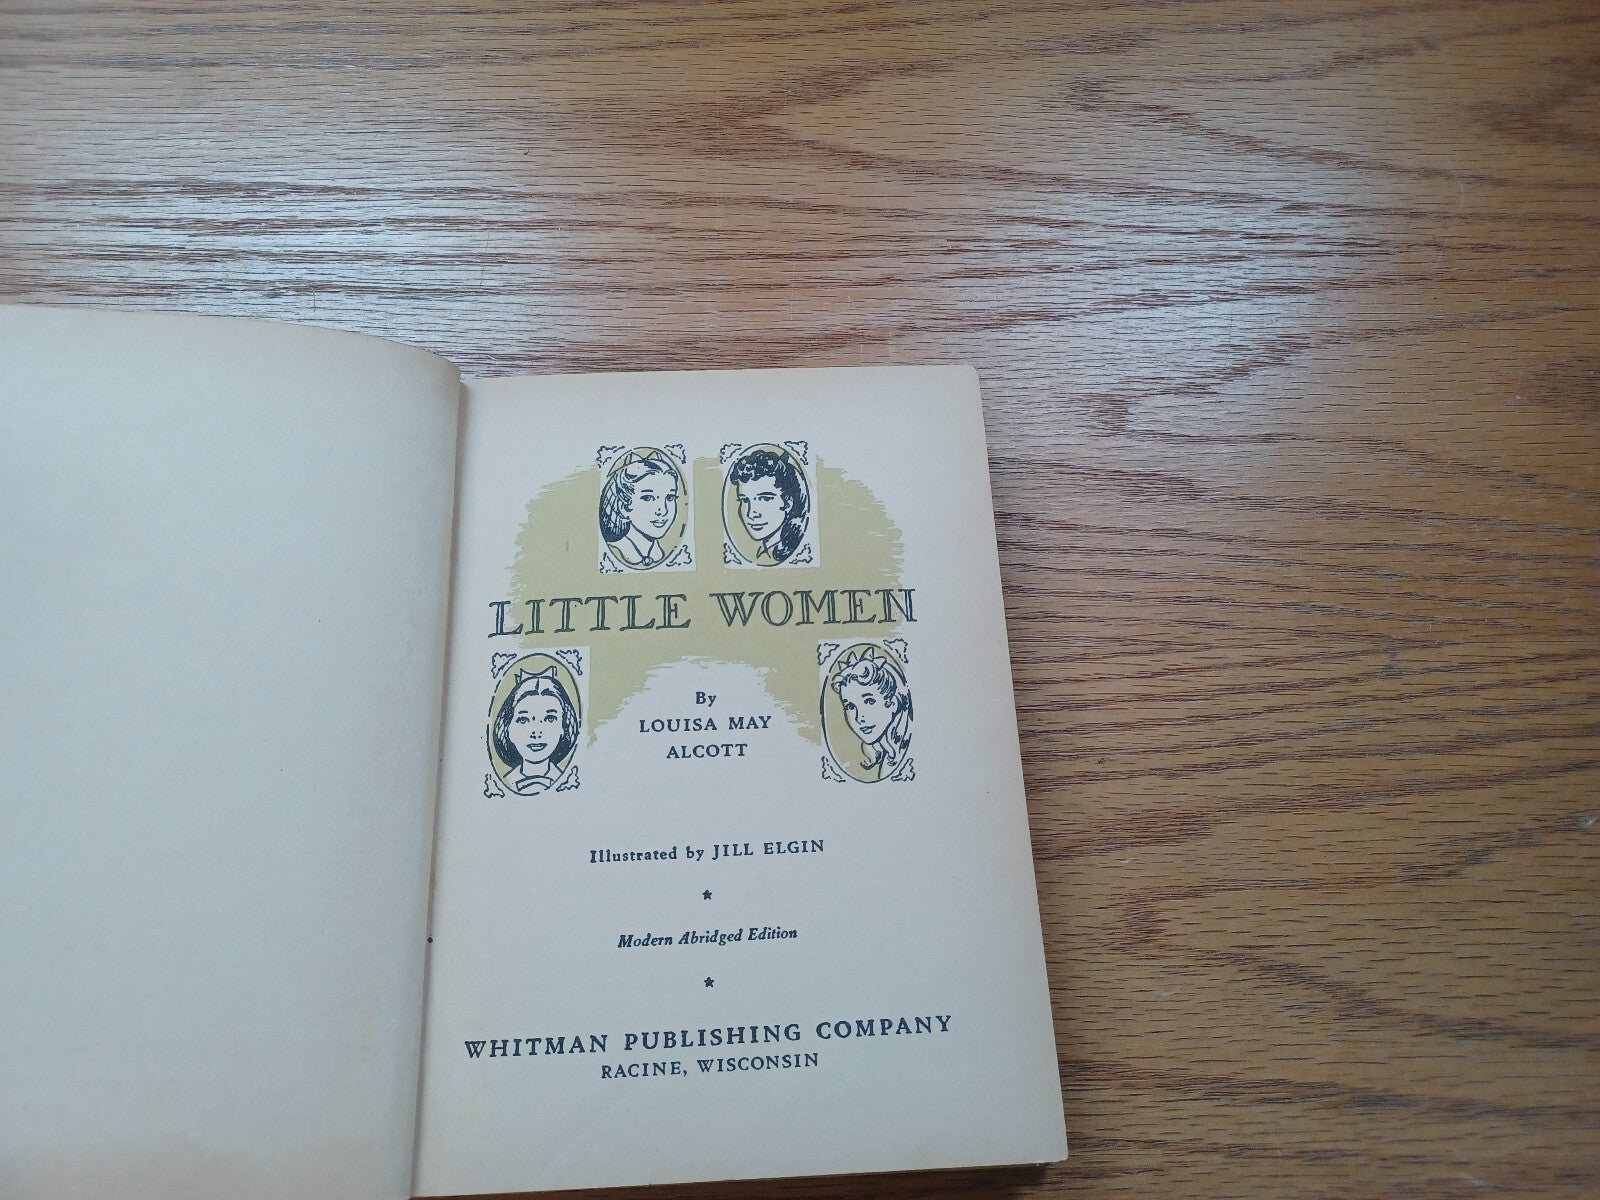 LITTLE WOMEN
By
LOUISA MAY
ALCOTT
Illustrated by JILL ELGIN
Modern Abridged Edition
WHITMAN PUBLISHING COMPANY
RACINE, WISCONSIN